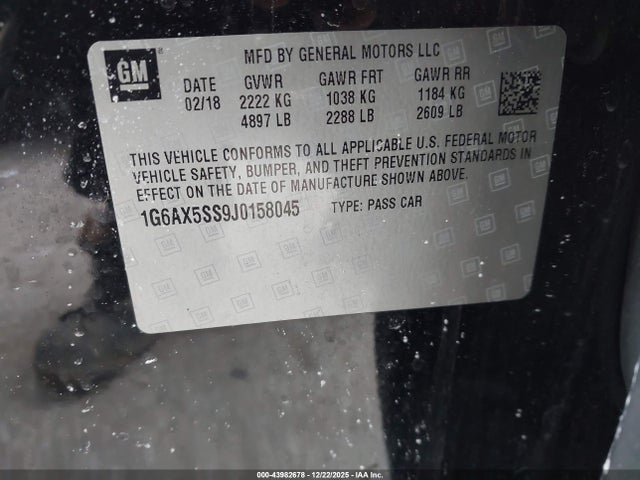 GM
MFD BY GENERAL MOTORS LLC
DATE GVWR GAWR FRT GAWR RR
02/18 2222 KG 1038 KG 1184 KG
4897 LB 2288 LB 2609 LB
THIS VEHICLE CONFORMS TO ALL APPLICABLE U.S. FEDERAL MOTOR
VEHICLE SAFETY, BUMPER, AND THEFT PREVENTION STANDARDS IN
EFFECT ON THE DATE OF MANUFACTURE SHOWN ABOVE.
1G6AX5SS9J0158045 TYPE: PASS CAR
000-43982678 - 12/22/2025 - IAAI.COM